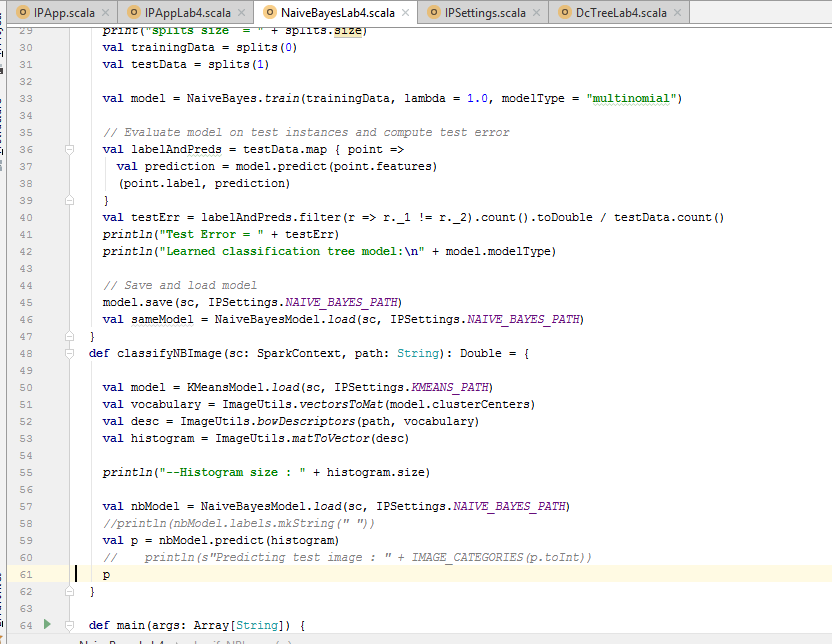 IPApp.scala × IPAppLab4.scala × NaiveBayesLab4.scala × IPSettings.scala × DcTreeLab4.scala ×
29 print("splits size = " + splits.size)
30 val trainingData = splits(0)
31 val testData = splits(1)
32
33 val model = NaiveBayes.train(trainingData, lambda = 1.0, modelType = "multinomial")
34
35 // Evaluate model on test instances and compute test error
36 val labelAndPreds = testData.map { point =>
37 val prediction = model.predict(point.features)
38 (point.label, prediction)
39 }
40 val testErr = labelAndPreds.filter(r => r._1 != r._2).count().toDouble / testData.count()
41 println("Test Error = " + testErr)
42 println("Learned classification tree model:\n" + model.modelType)
43
44 // Save and load model
45 model.save(sc, IPSettings.NAIVE_BAYES_PATH)
46 val sameModel = NaiveBayesModel.load(sc, IPSettings.NAIVE_BAYES_PATH)
47 }
48 def classifyNBImage(sc: SparkContext, path: String): Double = {
49
50 val model = KMeansModel.load(sc, IPSettings.KMEANS_PATH)
51 val vocabulary = ImageUtils.vectorsToMat(model.clusterCenters)
52 val desc = ImageUtils.bowDescriptors(path, vocabulary)
53 val histogram = ImageUtils.matToVector(desc)
54
55 println("--Histogram size : " + histogram.size)
56
57 val nbModel = NaiveBayesModel.load(sc, IPSettings.NAIVE_BAYES_PATH)
58 //println(nbModel.labels.mkString(" "))
59 val p = nbModel.predict(histogram)
60 // println(s"Predicting test image : " + IMAGE_CATEGORIES(p.toInt))
61 p
62 }
63
64 def main(args: Array[String]) {